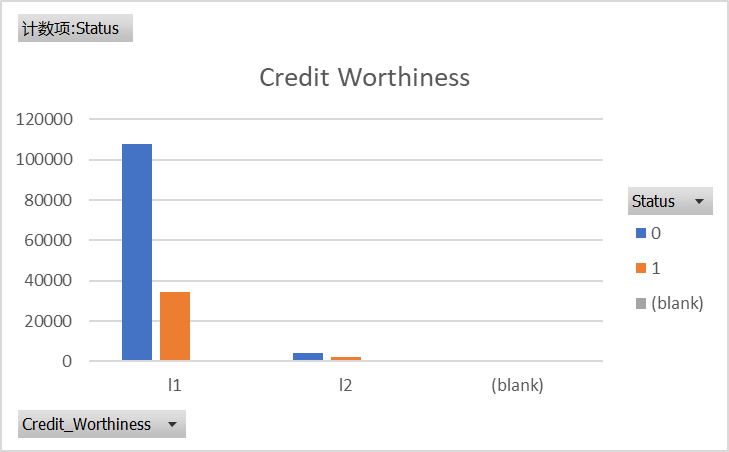 计数项:Status
Credit Worthiness
120000
100000
80000
60000
40000
20000
0
l1 l2 (blank)
Status
0
1
(blank)
Credit_Worthiness